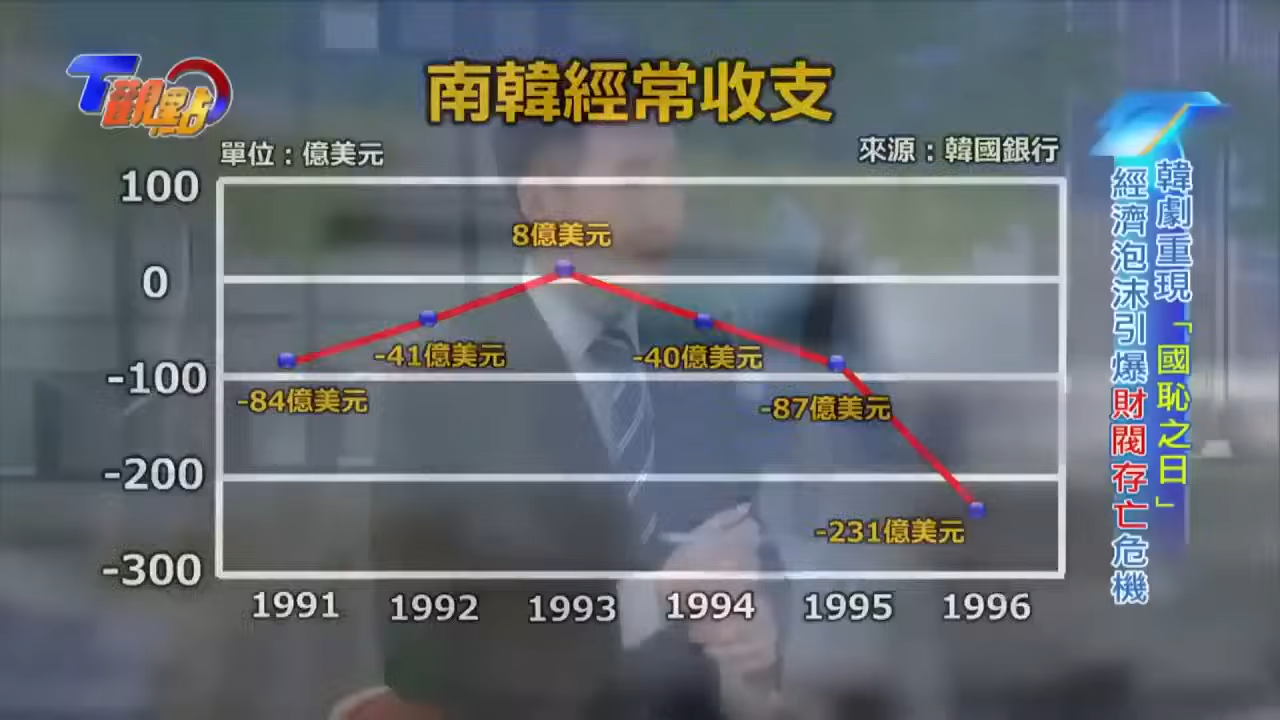 T觀點
南韓經常收支
單位：億美元
來源：韓國銀行
100
0
-100
-200
-300
8億美元
-41億美元
-40億美元
-84億美元
-87億美元
-231億美元
1991 1992 1993 1994 1995 1996
韓劇重現「國恥之日」
經濟泡沫引爆財閥存亡危機